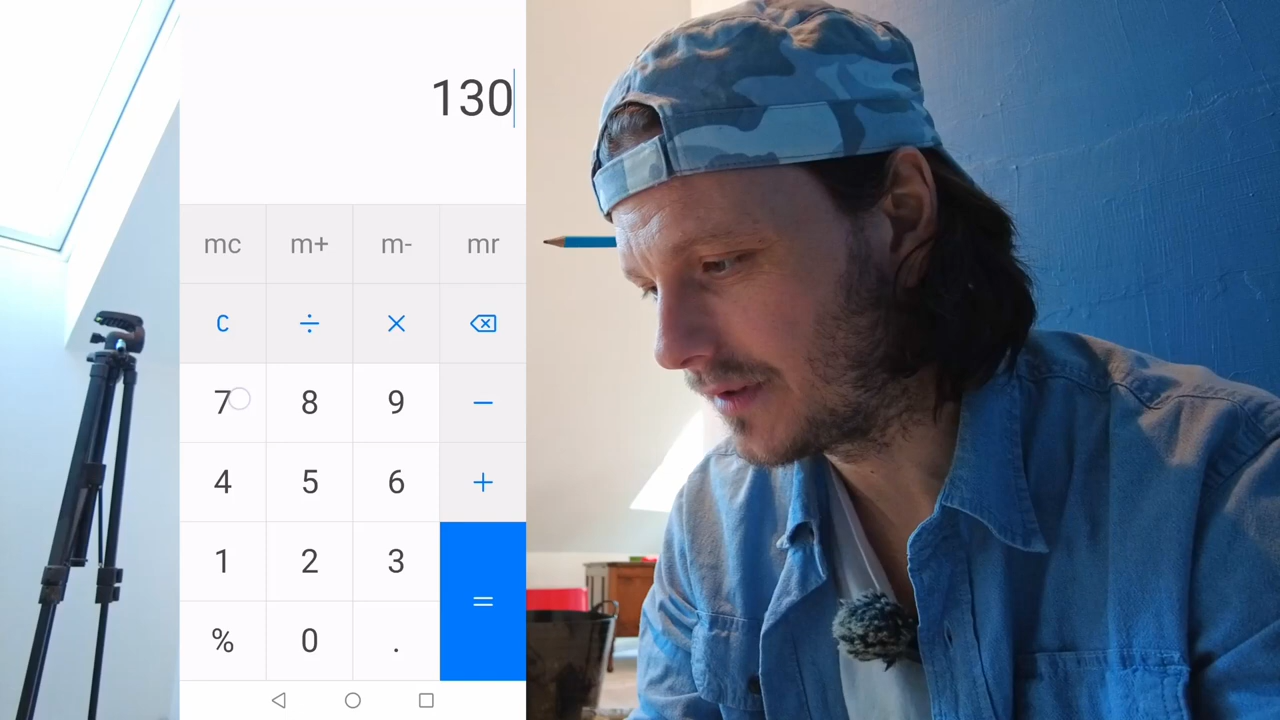 130
mc m+ m- mr
C ÷ ×
7 8 9 −
4 5 6 +
1 2 3
% 0 . =